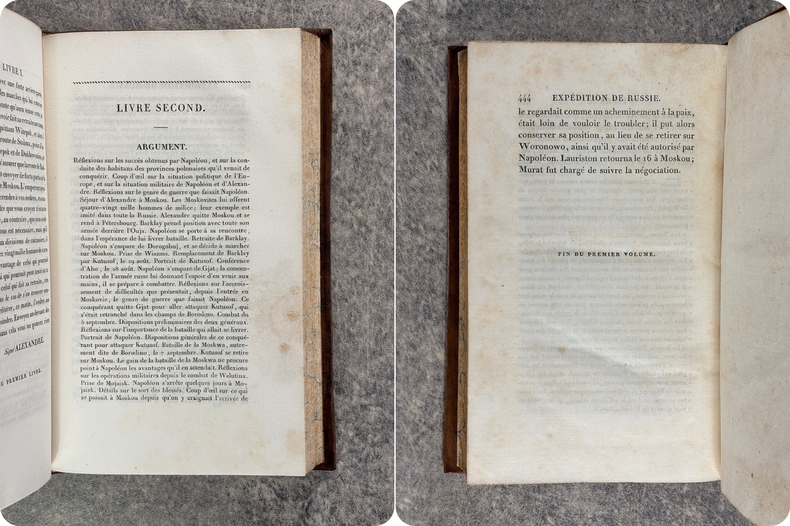 LIVRE I.
Signé ALEXANDRE.
PREMIER LIVRE.
LIVRE SECOND.
ARGUMENT.
Réflexions sur les succès obtenus par Napoléon, et sur la con-
duite des habitans des provinces polonaises qu'il venait de
conquérir. Coup d'œil sur la situation politique de l'Eu-
rope, et sur la situation militaire de Napoléon et d'Alexan-
dre. Réflexions sur le genre de guerre que faisait Napoléon.
Séjour d'Alexandre à Moskou. Les Moskovites lui offrent
quatre-vingt mille hommes de milice; leur exemple est
imité dans toute la Russie. Alexandre quitte Moskou et se
rend à Pétersbourg. Barklay prend position avec toute son
armée derrière l'Ouja. Napoléon se porte à sa rencontre,
dans l'espérance de lui livrer bataille. Retraite de Barklay.
Napoléon s'empare de Dorogobuj, et se décide à marcher
sur Moskou. Prise de Wiazma. Remplacement de Barklay
par Kutusof, le 29 août. Portrait de Kutusof. Conférence
d'Abo, le 28 août. Napoléon s'empare de Gjat; la concen-
tration de l'armée russe lui donnant l'espoir d'en venir aux
mains, il se prépare à combattre. Réflexions sur l'accrois-
sement de difficultés que présentait, depuis l'entrée en
Moskovie, le genre de guerre que faisait Napoléon. Ce
conquérant quitte Gjat pour aller attaquer Kutusof, qui
s'était retranché dans les champs de Borodino. Combat du
5 septembre. Dispositions préliminaires des deux généraux.
Réflexions sur l'importance de la bataille qui allait se livrer.
Portrait de Napoléon. Dispositions générales de ce conqué-
rant pour attaquer Kutusof. Bataille de la Moskwa, autre-
ment dite de Borodino, le 7 septembre. Kutusof se retire
sur Moskou. Le gain de la bataille de la Moskwa ne procure
point à Napoléon les avantages qu'il en attendait. Réflexions
sur les opérations militaires depuis le combat de Walutina.
Prise de Mojaisk. Napoléon s'arrête quelques jours à Mo-
jaisk. Détails sur le sort des blessés. Coup d'œil sur ce qui
se passait à Moskou depuis qu'on y craignait l'arrivée de
444 EXPÉDITION DE RUSSIE.
le regardait comme un acheminement à la paix,
était loin de vouloir le troubler; il put alors
conserver sa position, au lieu de se retirer sur
Woronowo, ainsi qu'il y avait été autorisé par
Napoléon. Lauriston retourna le 16 à Moskou;
Murat fut chargé de suivre la négociation.
FIN DU PREMIER VOLUME.